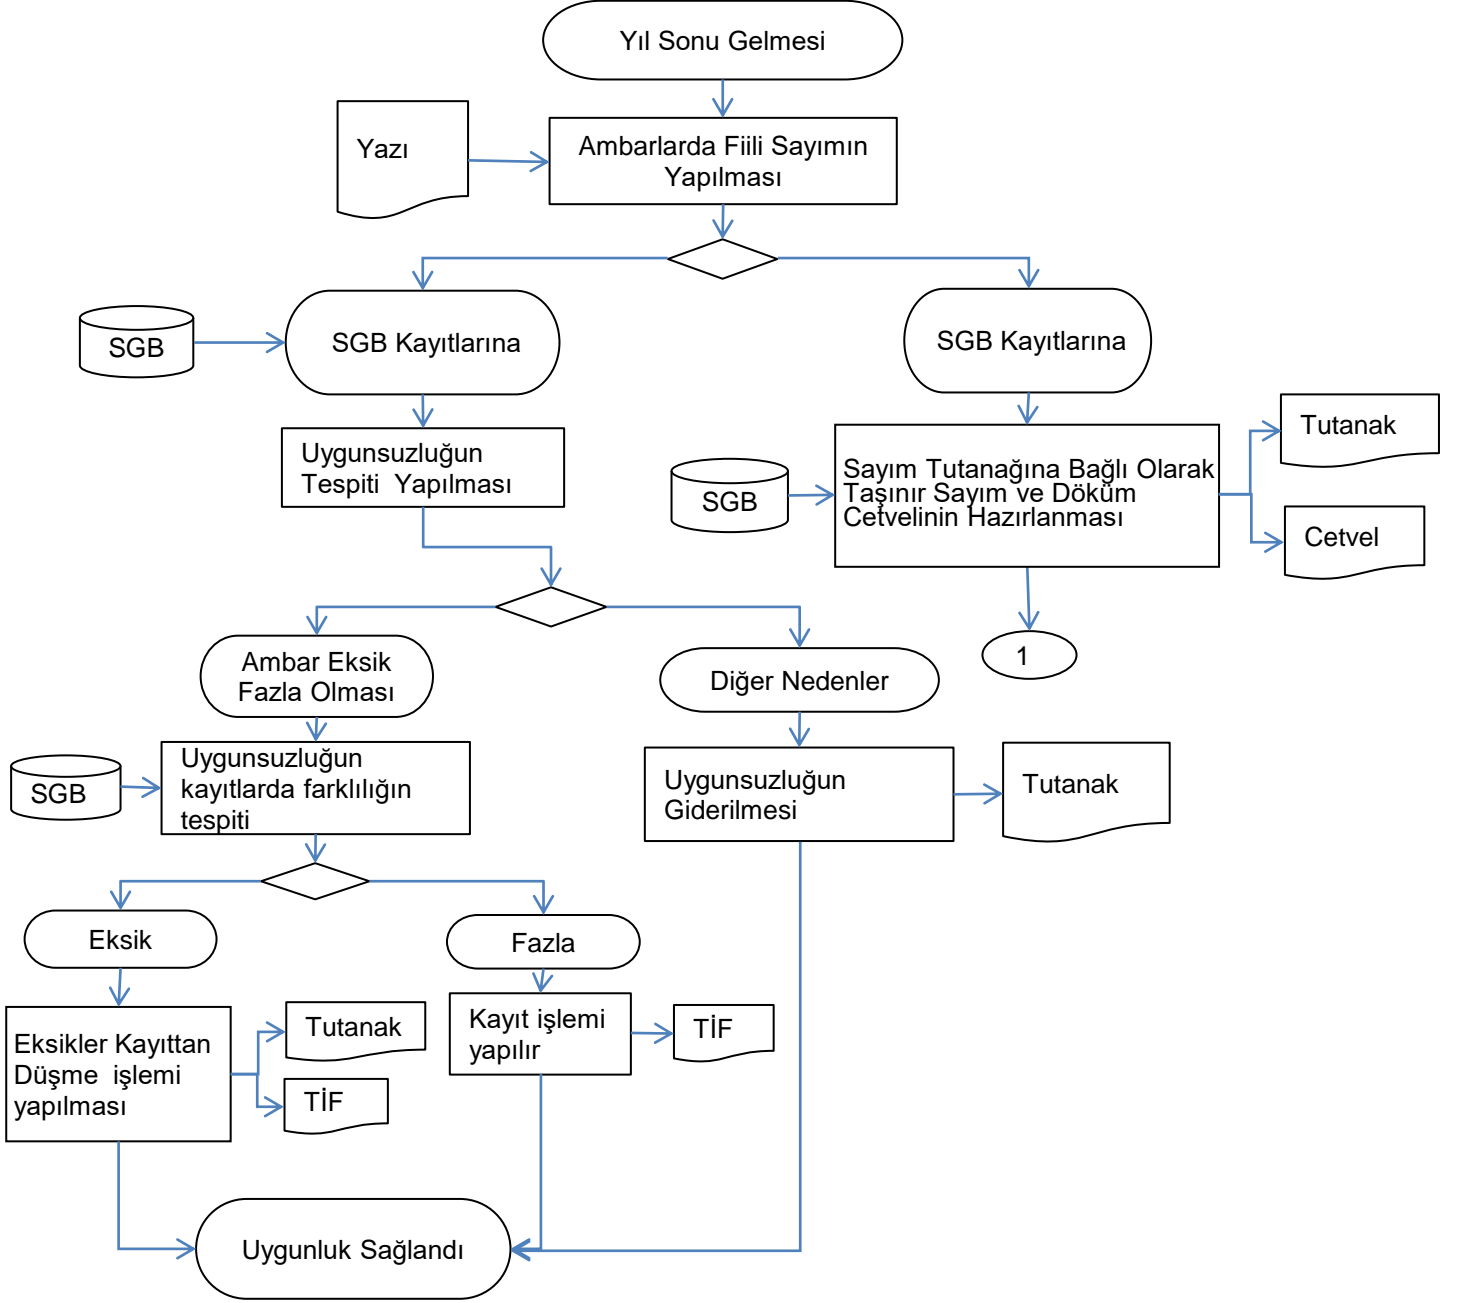 Yıl Sonu Gelmesi
Yazı
Ambarlarda Fiili Sayımın
Yapılması
SGB
SGB Kayıtlarına
SGB Kayıtlarına
Uygunsuzluğun
Tespiti Yapılması
SGB
Sayım Tutanağına Bağlı Olarak
Taşınır Sayım ve Döküm
Cetvelinin Hazırlanması
Tutanak
Cetvel
1
Ambar Eksik
Fazla Olması
Diğer Nedenler
SGB
Uygunsuzluğun
kayıtlarda farklılığın
tespiti
Uygunsuzluğun
Giderilmesi
Tutanak
Eksik
Fazla
Eksikler Kayıttan
Düşme işlemi
yapılması
Tutanak
TİF
Kayıt işlemi
yapılır
TİF
Uygunluk Sağlandı